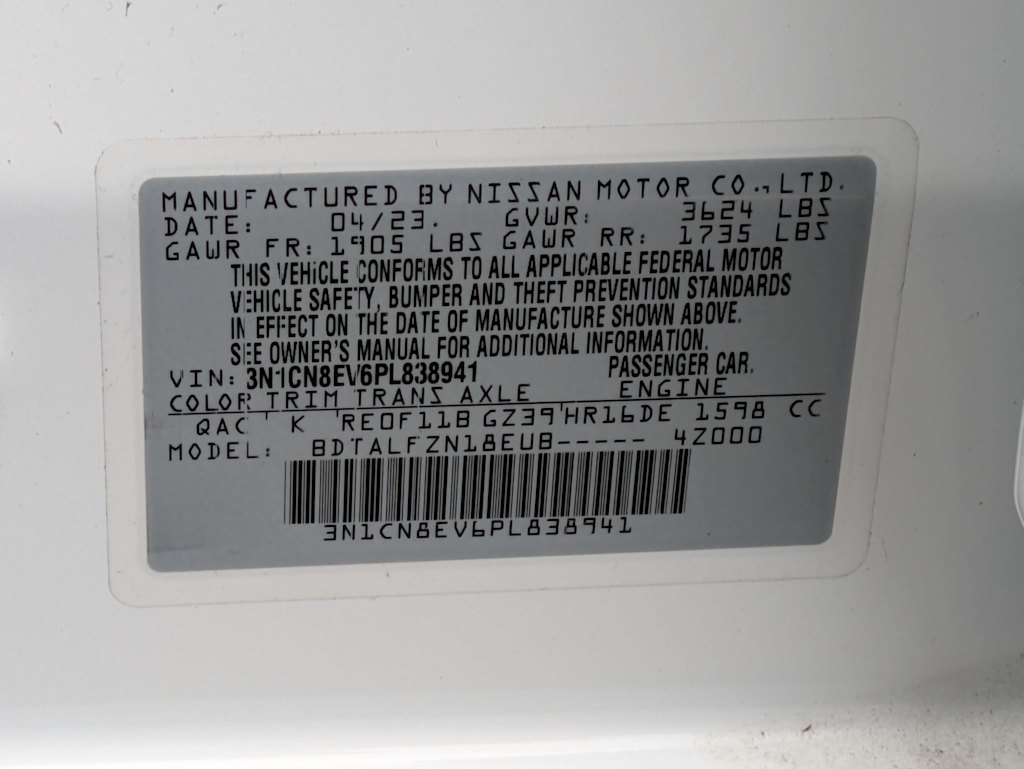 MANUFACTURED BY NISSAN MOTOR CO., LTD.
DATE: 04/23. GVWR: 3624 LBS
GAWR FR: 1905 LBS GAWR RR: 1735 LBS
THIS VEHICLE CONFORMS TO ALL APPLICABLE FEDERAL MOTOR
VEHICLE SAFETY, BUMPER AND THEFT PREVENTION STANDARDS
IN EFFECT ON THE DATE OF MANUFACTURE SHOWN ABOVE.
SEE OWNER'S MANUAL FOR ADDITIONAL INFORMATION.
VIN: 3N1CN8EV6PL838941 PASSENGER CAR.
COLOR TRIM TRANS AXLE ENGINE
QAC K RE0F11B GZ39 HR16DE 1598 CC
MODEL: BDTALFZN18EUB----- 4Z000
3N1CN8EV6PL838941